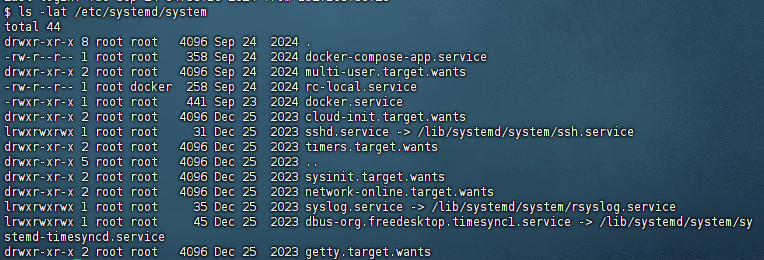 $ ls -lat /etc/systemd/system
total 44
drwxr-xr-x 8 root root   4096 Sep 24  2024 .
-rw-r--r-- 1 root root    358 Sep 24  2024 docker-compose-app.service
drwxr-xr-x 2 root root   4096 Sep 24  2024 multi-user.target.wants
-rw-r--r-- 1 root docker  258 Sep 24  2024 rc-local.service
-rwxr-xr-x 1 root root    441 Sep 23  2024 docker.service
drwxr-xr-x 2 root root   4096 Dec 25  2023 cloud-init.target.wants
lrwxrwxrwx 1 root root     31 Dec 25  2023 sshd.service -> /lib/systemd/system/ssh.service
drwxr-xr-x 2 root root   4096 Dec 25  2023 timers.target.wants
drwxr-xr-x 5 root root   4096 Dec 25  2023 ..
drwxr-xr-x 2 root root   4096 Dec 25  2023 sysinit.target.wants
drwxr-xr-x 2 root root   4096 Dec 25  2023 network-online.target.wants
lrwxrwxrwx 1 root root     35 Dec 25  2023 syslog.service -> /lib/systemd/system/rsyslog.service
lrwxrwxrwx 1 root root     45 Dec 25  2023 dbus-org.freedesktop.timesync1.service -> /lib/systemd/system/sy
stemd-timesyncd.service
drwxr-xr-x 2 root root   4096 Dec 25  2023 getty.target.wants